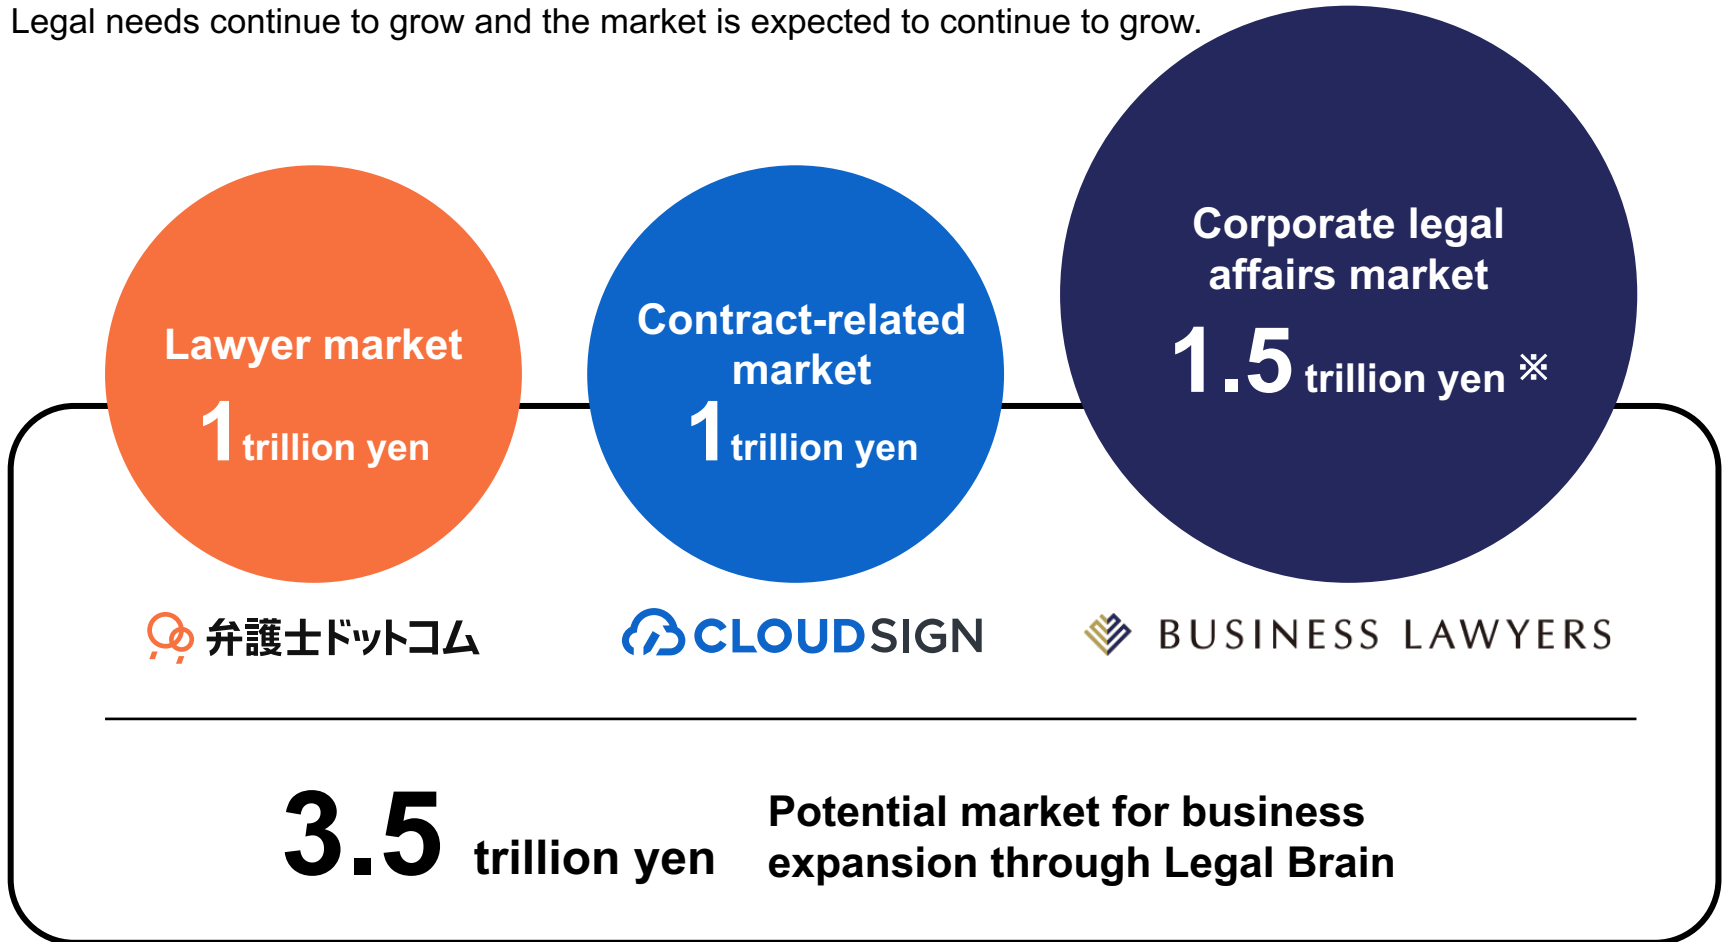 Legal needs continue to grow and the market is expected to continue to grow.
Lawyer market
1 trillion yen
Contract-related
market
1 trillion yen
Corporate legal
affairs market
1.5 trillion yen ※
弁護士ドットコム
CLOUDSIGN
BUSINESS LAWYERS
3.5 trillion yen
Potential market for business
expansion through Legal Brain